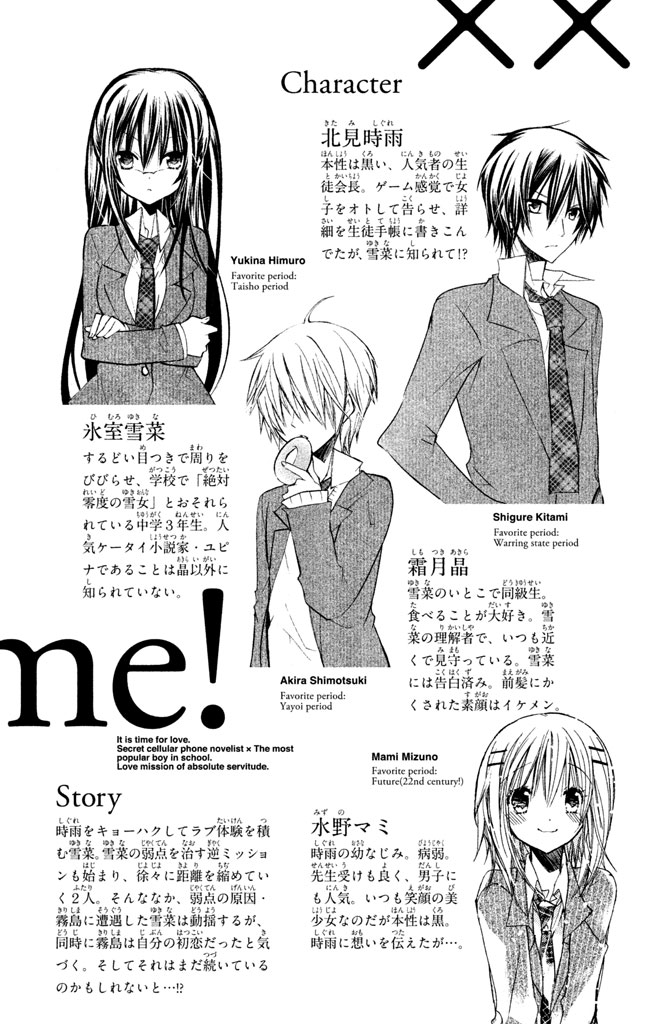 ××
Character
北見時雨
本性は黒い、人気者の生
徒会長。ゲーム感覚で女
子をオトして告らせ、詳
細を生徒手帳に書きこん
でたが、雪菜に知られて!?
Yukina Himuro
Favorite period:
Taisho period
氷室雪菜
するどい目つきで周りを
びびらせ、学校で「絶対
零度の雪女」とおそれら
れている中学3年生。人
気ケータイ小説家・ユピ
ナであることは晶以外に
知られていない。
Shigure Kitami
Favorite period:
Warring state period
霜月晶
雪菜のいとこで同級生。
食べることが大好き。雪
菜の理解者で、いつも近
くで見守っている。雪菜
には告白済み。前髪にか
くされた素顔はイケメン。
Akira Shimotsuki
Favorite period:
Yayoi period
me!
It is time for love.
Secret cellular phone novelist × The most
popular boy in school.
Love mission of absolute servitude.
Mami Mizuno
Favorite period:
Future(22nd century!)
Story
時雨をキョーハクしてラブ体験を積
む雪菜。雪菜の弱点を治す逆ミッショ
ンも始まり、徐々に距離を縮めてい
く2人。そんななか、弱点の原因・
霧島に遭遇した雪菜は動揺するが、
同時に霧島は自分の初恋だったと気
づく。そしてそれはまだ続いている
のかもしれないと…!?
水野マミ
時雨の幼なじみ。病弱。
先生受けも良く、男子に
も人気。いつも笑顔の美
少女なのだが本性は黒。
時雨に想いを伝えたが…。